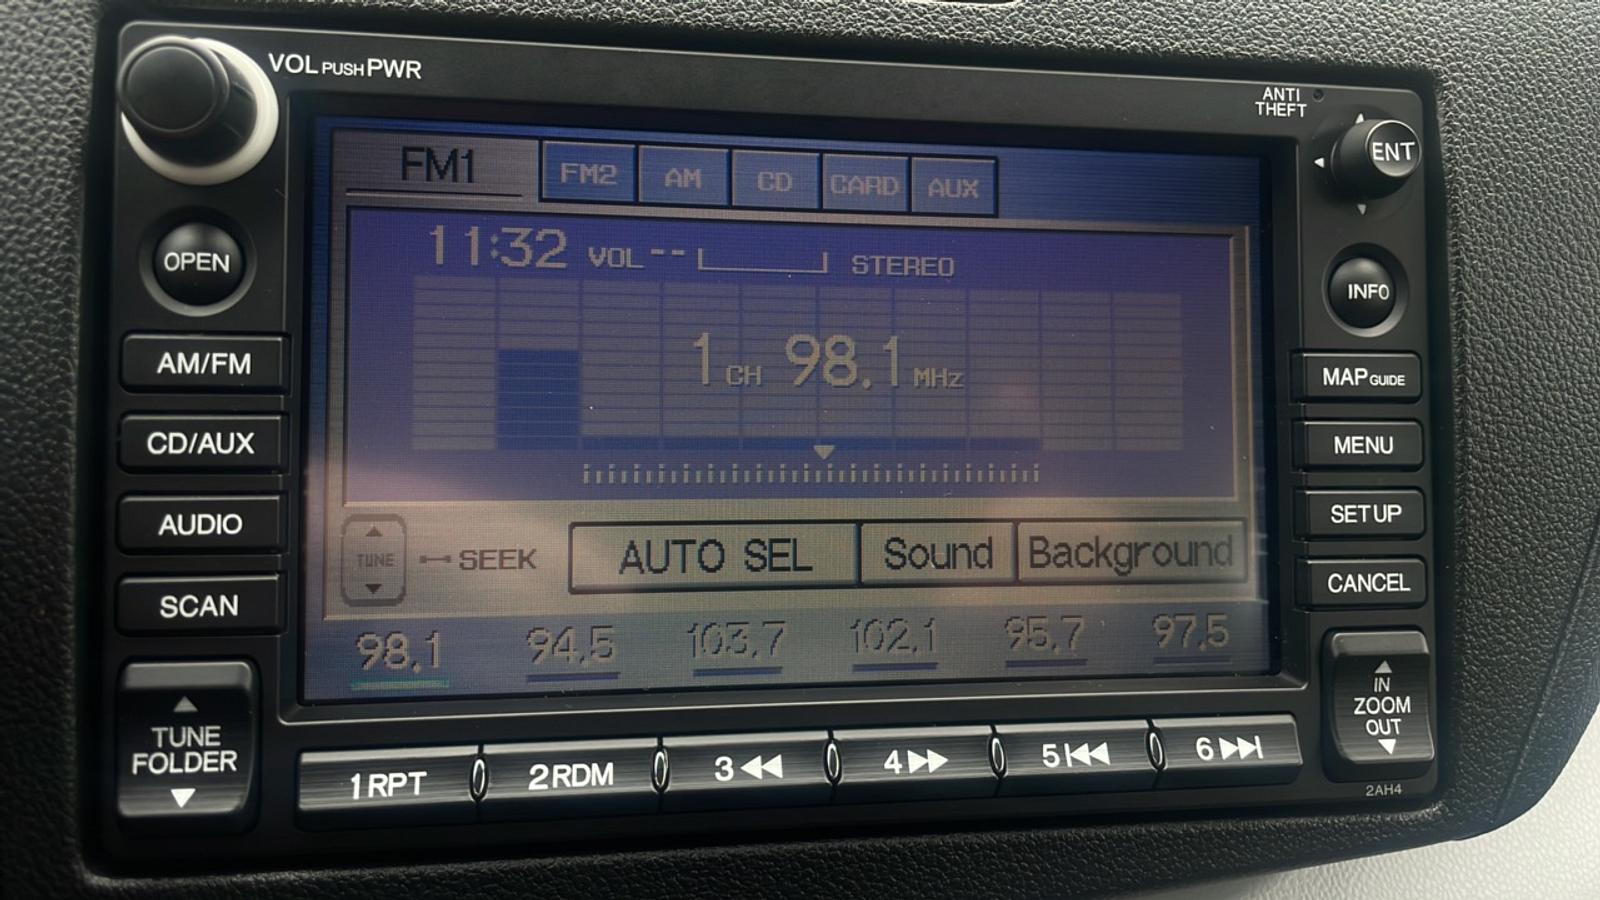 VOL PUSH PWR
ANTI THEFT
ENT
FM1 FM2 AM CD CARD AUX
OPEN
11:32 VOL -- STEREO
INFO
AM/FM
1 CH 98.1 MHz
MAP GUIDE
CD/AUX
MENU
AUDIO
TUNE SEEK AUTO SEL Sound Background
SETUP
SCAN
CANCEL
98.1 94.5 103.7 102.1 95.7 97.5
TUNE
FOLDER
IN
ZOOM
OUT
1 RPT 2 RDM 3 ◀◀ 4 ▶▶ 5 |◀◀ 6 ▶▶|
2AH4